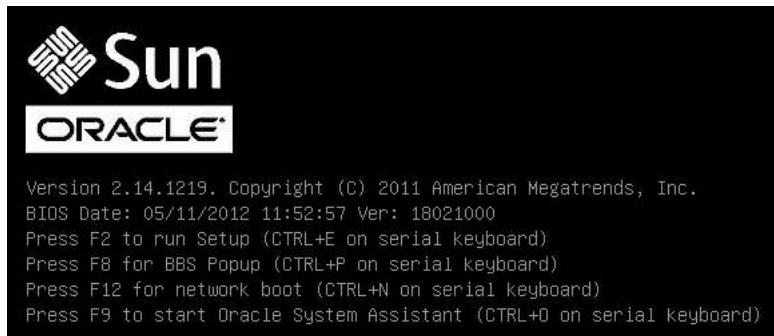 Sun
ORACLE
Version 2.14.1219. Copyright (C) 2011 American Megatrends, Inc.
BIOS Date: 05/11/2012 11:52:57 Ver: 18021000
Press F2 to run Setup (CTRL+E on serial keyboard)
Press F8 for BBS Popup (CTRL+P on serial keyboard)
Press F12 for network boot (CTRL+N on serial keyboard)
Press F9 to start Oracle System Assistant (CTRL+O on serial keyboard)